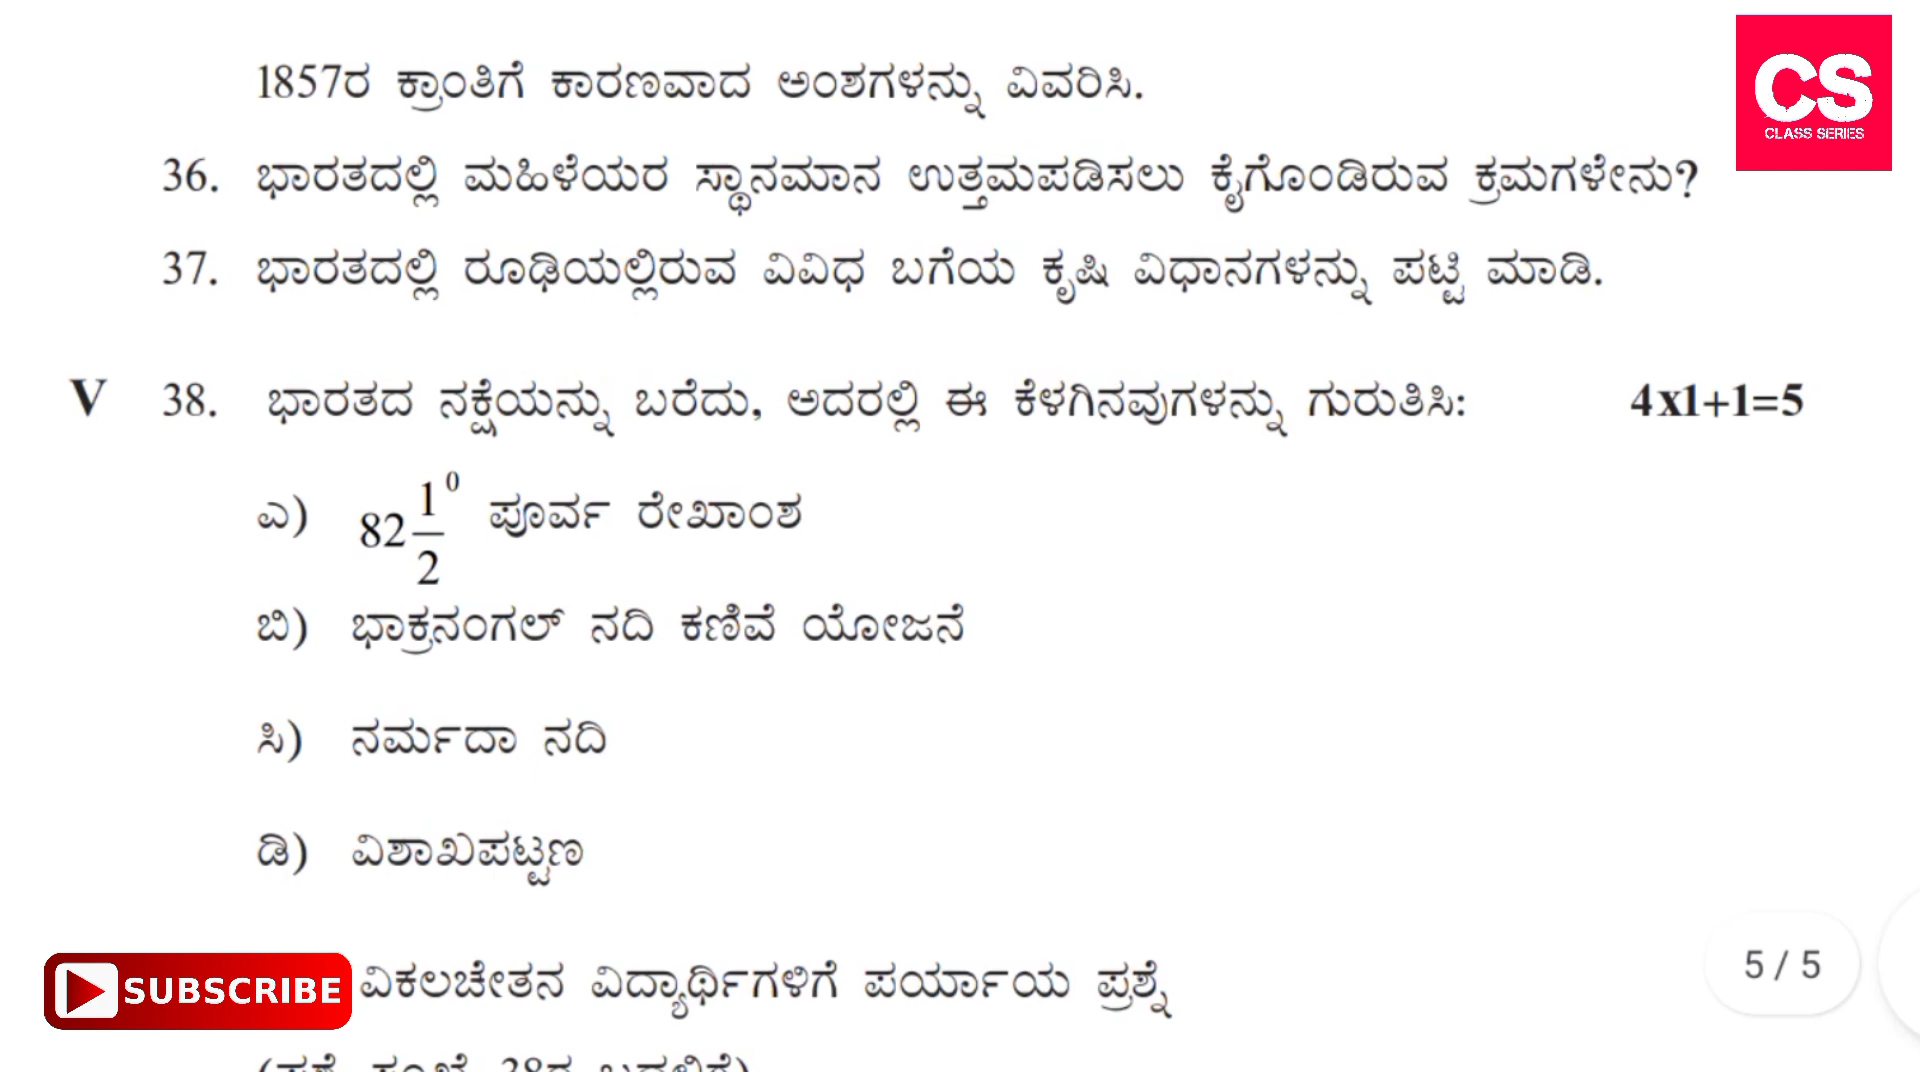 1857ರ ಕ್ರಾಂತಿಗೆ ಕಾರಣವಾದ ಅಂಶಗಳನ್ನು ವಿವರಿಸಿ.
CS
CLASS SERIES
36. ಭಾರತದಲ್ಲಿ ಮಹಿಳೆಯರ ಸ್ಥಾನಮಾನ ಉತ್ತಮಪಡಿಸಲು ಕೈಗೊಂಡಿರುವ ಕ್ರಮಗಳೇನು?
37. ಭಾರತದಲ್ಲಿ ರೂಢಿಯಲ್ಲಿರುವ ವಿವಿಧ ಬಗೆಯ ಕೃಷಿ ವಿಧಾನಗಳನ್ನು ಪಟ್ಟಿ ಮಾಡಿ.
V 38. ಭಾರತದ ನಕ್ಷೆಯನ್ನು ಬರೆದು, ಅದರಲ್ಲಿ ಈ ಕೆಳಗಿನವುಗಳನ್ನು ಗುರುತಿಸಿ: 4x1+1=5
ಎ) 82 1/2 ⁰ ಪೂರ್ವ ರೇಖಾಂಶ
ಬಿ) ಭಾಕ್ರನಂಗಲ್ ನದಿ ಕಣಿವೆ ಯೋಜನೆ
ಸಿ) ನರ್ಮದಾ ನದಿ
ಡಿ) ವಿಶಾಖಪಟ್ಟಣ
SUBSCRIBE ವಿಕಲಚೇತನ ವಿದ್ಯಾರ್ಥಿಗಳಿಗೆ ಪರ್ಯಾಯ ಪ್ರಶ್ನೆ
5 / 5